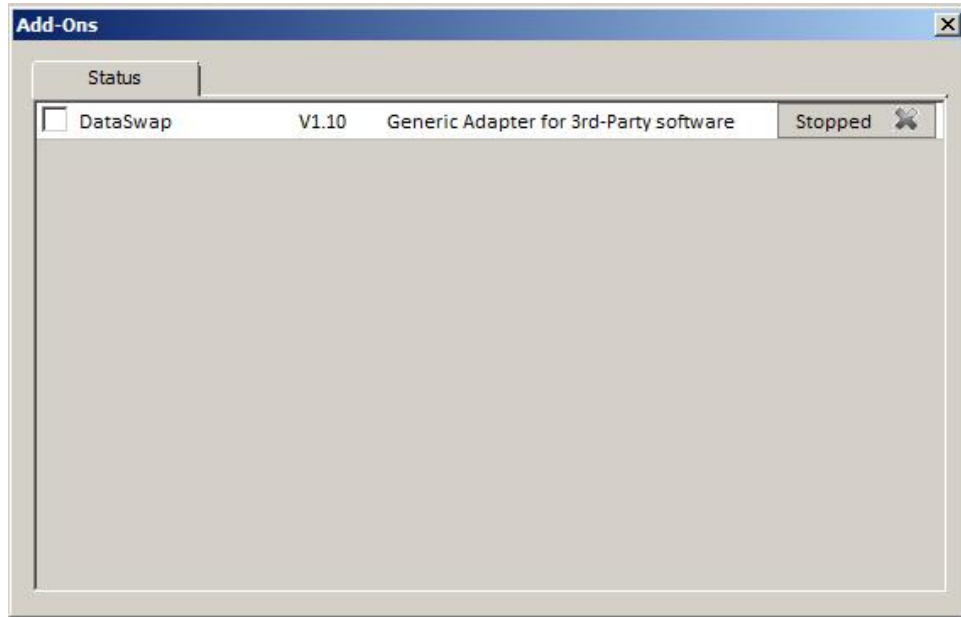 Add-Ons
Status
DataSwap V1.10 Generic Adapter for 3rd-Party software Stopped